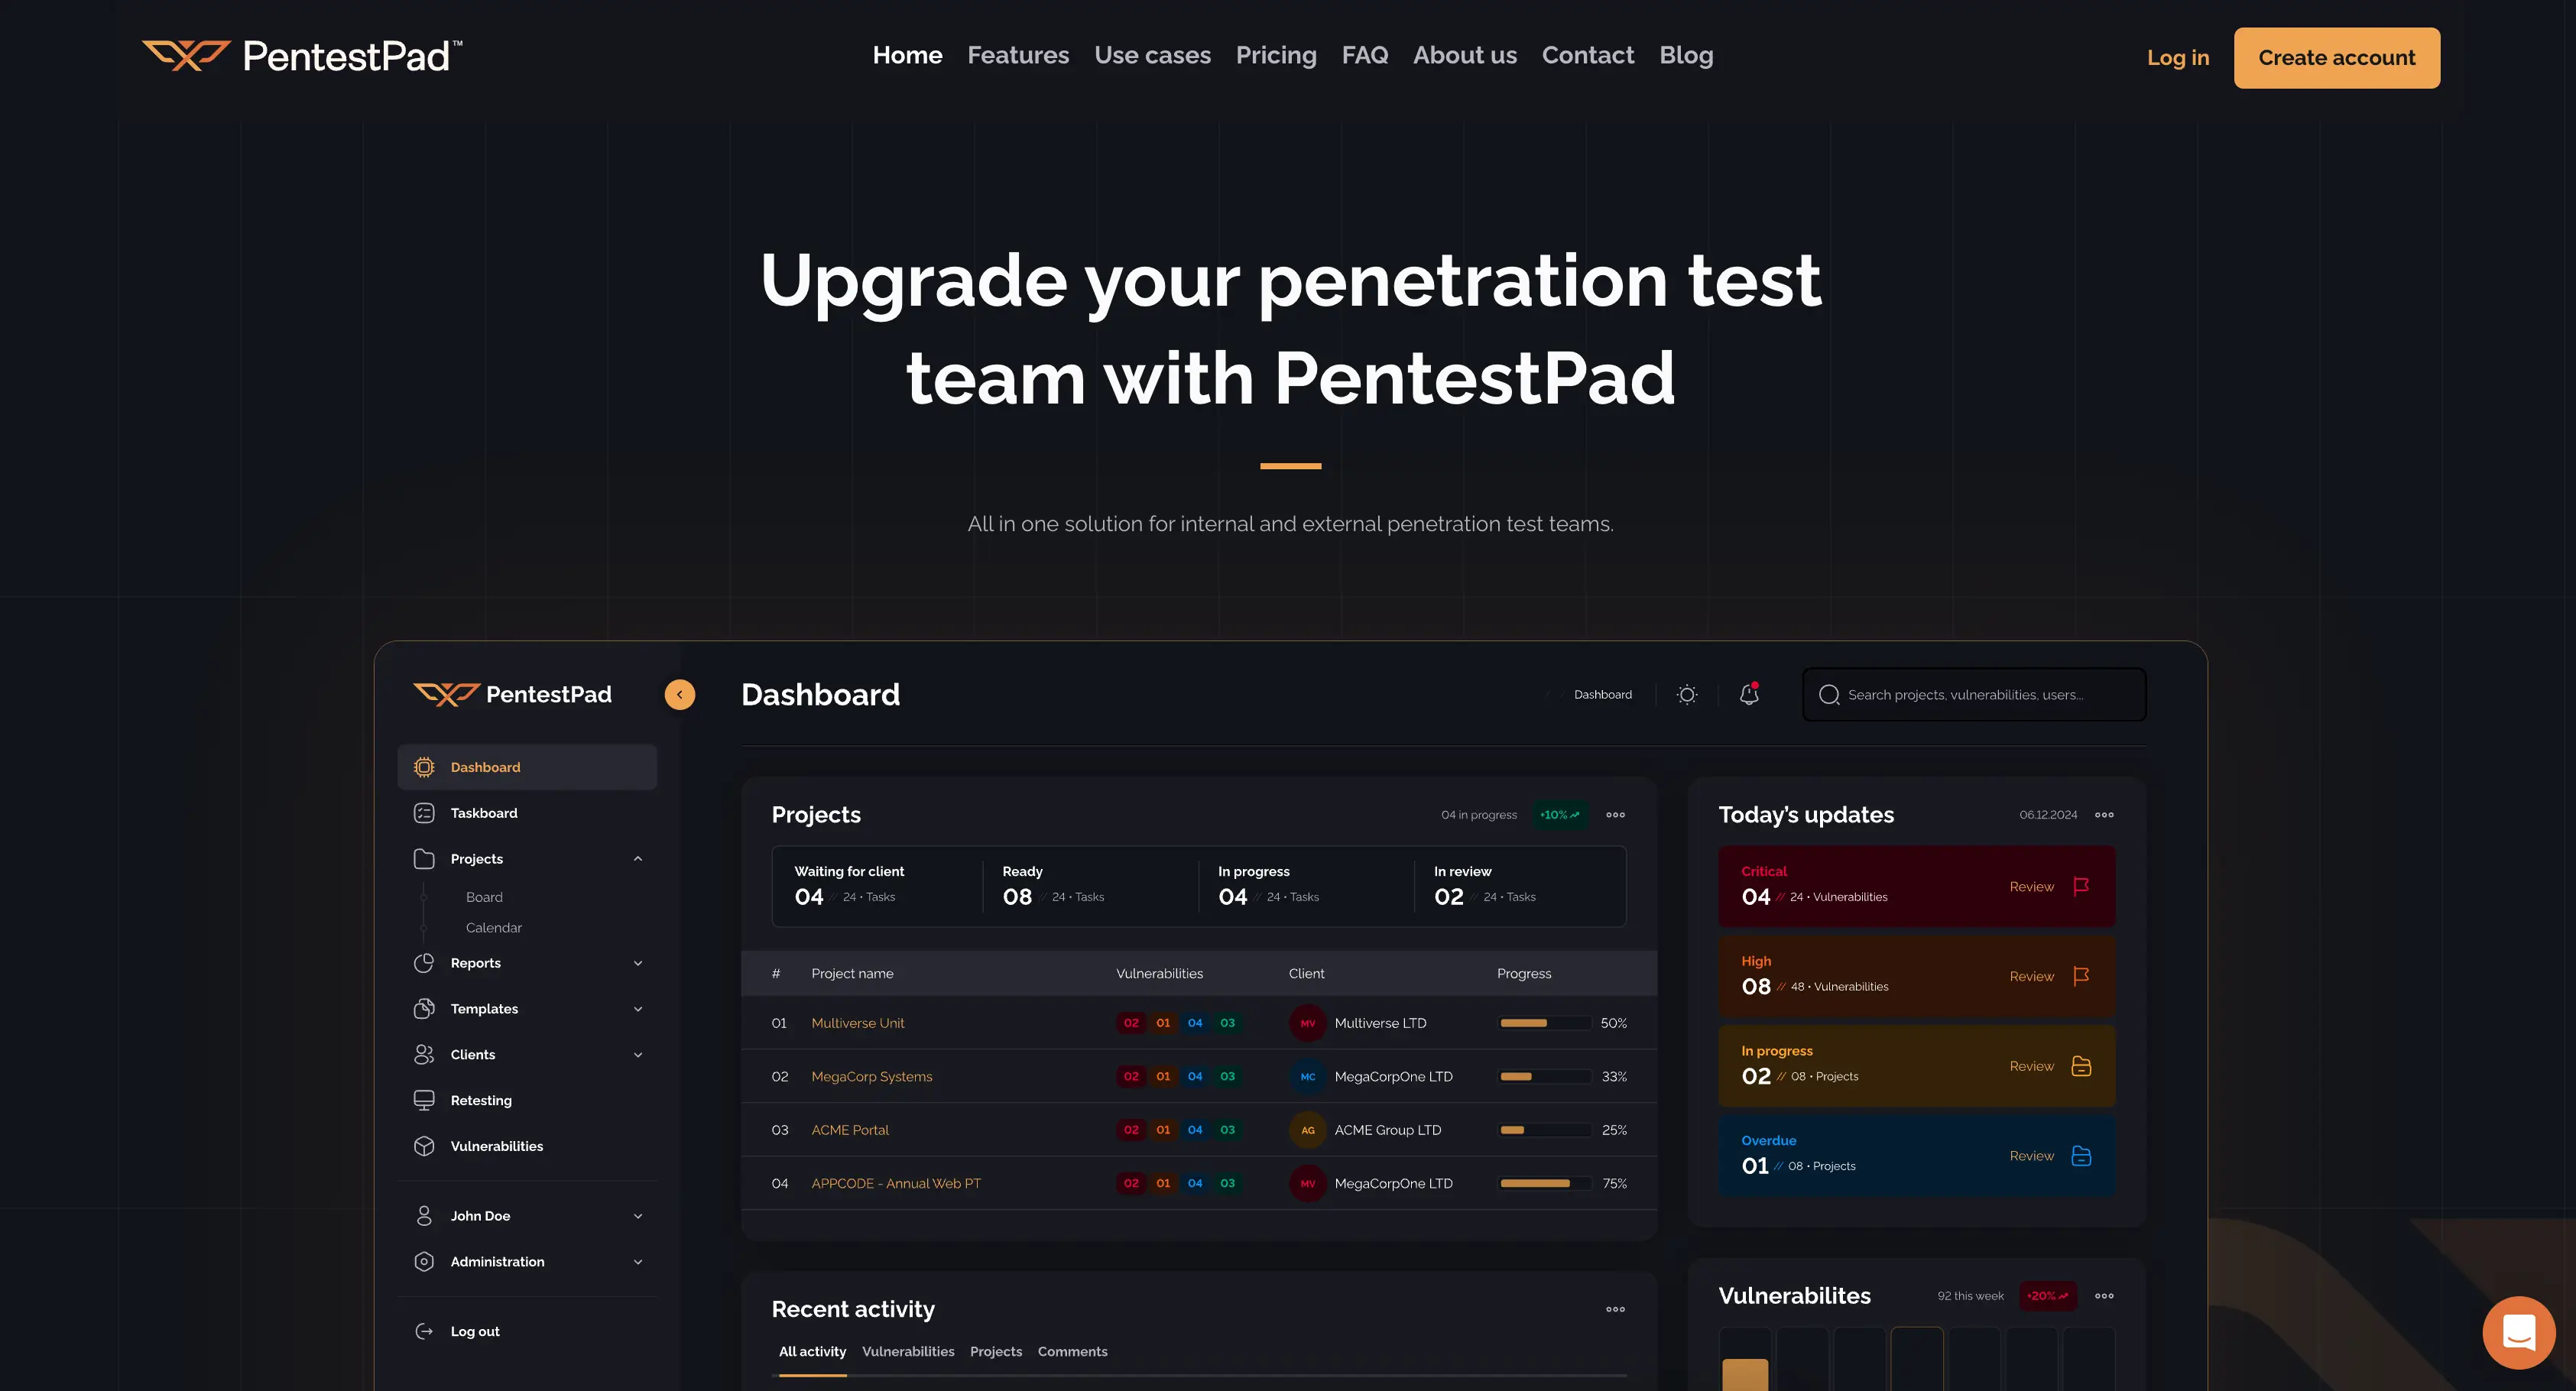 PentestPad™
Home Features Use cases Pricing FAQ About us Contact Blog
Log in
Create account
Upgrade your penetration test
team with PentestPad
All in one solution for internal and external penetration test teams.
PentestPad
Dashboard
Taskboard
Projects
Board
Calendar
Reports
Templates
Clients
Retesting
Vulnerabilities
John Doe
Administration
Log out
Dashboard
Dashboard
Search projects, vulnerabilities, users...
Projects
04 in progress +10%
Waiting for client Ready In progress In review
04 // 24 • Tasks 08 // 24 • Tasks 04 // 24 • Tasks 02 // 24 • Tasks
# Project name Vulnerabilities Client Progress
01 Multiverse Unit 02 01 04 03 MV Multiverse LTD 50%
02 MegaCorp Systems 02 01 04 03 MC MegaCorpOne LTD 33%
03 ACME Portal 02 01 04 03 AG ACME Group LTD 25%
04 APPCODE - Annual Web PT 02 01 04 03 MV MegaCorpOne LTD 75%
Today's updates 06.12.2024
Critical
04 // 24 • Vulnerabilities Review
High
08 // 48 • Vulnerabilities Review
In progress
02 // 08 • Projects Review
Overdue
01 // 08 • Projects Review
Recent activity
All activity Vulnerabilities Projects Comments
Vulnerabilites 92 this week +20%